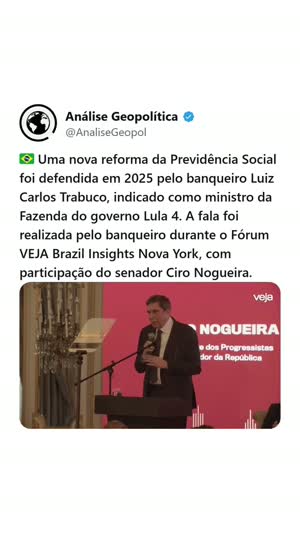 Análise Geopolítica
@AnaliseGeopol
🇧🇷 Uma nova reforma da Previdência Social
foi defendida em 2025 pelo banqueiro Luiz
Carlos Trabuco, indicado como ministro da
Fazenda do governo Lula 4. A fala foi
realizada pelo banqueiro durante o Fórum
VEJA Brazil Insights Nova York, com
participação do senador Ciro Nogueira.
veja
NOGUEIRA
dos Progressistas
da República